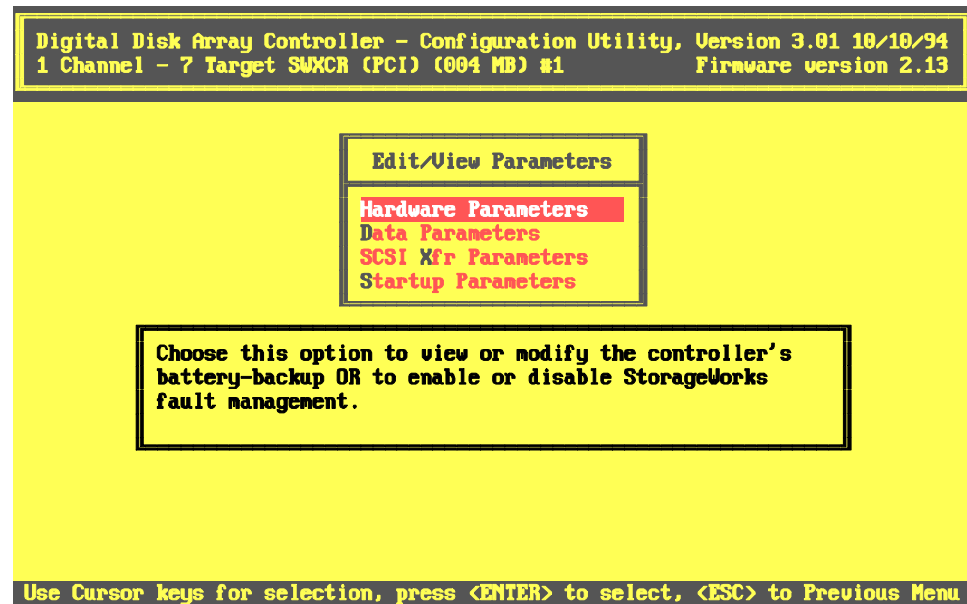 Digital Disk Array Controller - Configuration Utility, Version 3.01 10/10/94
1 Channel - 7 Target SWXCR (PCI) (004 MB) #1 Firmware version 2.13
Edit/View Parameters
Hardware Parameters
Data Parameters
SCSI Xfr Parameters
Startup Parameters
Choose this option to view or modify the controller's
battery-backup OR to enable or disable StorageWorks
fault management.
Use Cursor keys for selection, press <ENTER> to select, <ESC> to Previous Menu